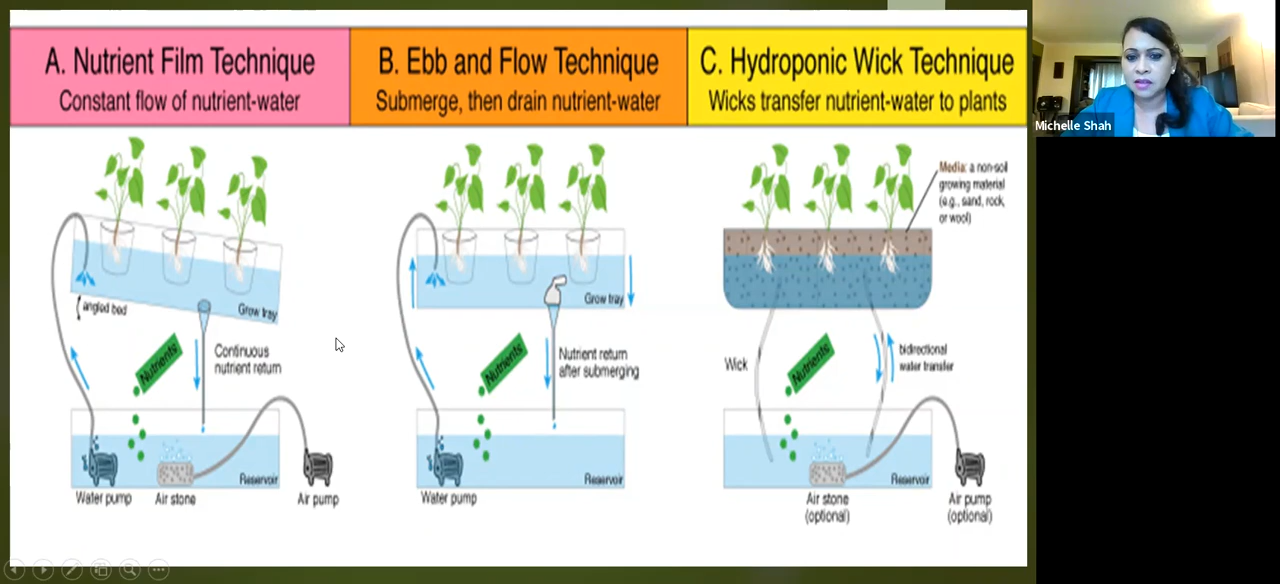 A. Nutrient Film Technique
Constant flow of nutrient-water
B. Ebb and Flow Technique
Submerge, then drain nutrient-water
C. Hydroponic Wick Technique
Wicks transfer nutrient-water to plants
Michelle Shah
angled bed
Grow tray
Nutrients
Continuous
nutrient return
Reservoir
Water pump
Air stone
Air pump
Grow tray
Nutrients
Nutrient return
after submerging
Reservoir
Water pump
Media: a non-soil
growing material
(e.g., sand, rock,
or wool)
Wick
Nutrients
bidirectional
water transfer
Reservoir
Air stone
(optional)
Air pump
(optional)